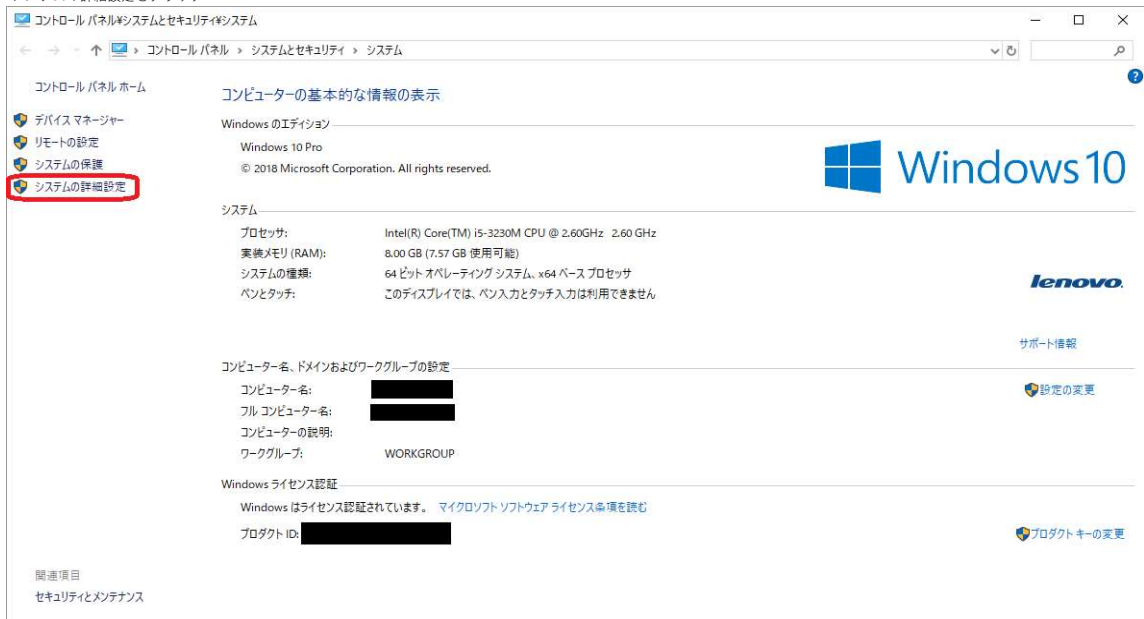 コントロール パネル¥システムとセキュリティ¥システム
コントロール パネル › システムとセキュリティ › システム
コントロール パネル ホーム
デバイス マネージャー
リモートの設定
システムの保護
システムの詳細設定
コンピューターの基本的な情報の表示
Windows のエディション
Windows 10 Pro
© 2018 Microsoft Corporation. All rights reserved.
Windows 10
システム
プロセッサ: Intel(R) Core(TM) i5-3230M CPU @ 2.60GHz 2.60 GHz
実装メモリ (RAM): 8.00 GB (7.57 GB 使用可能)
システムの種類: 64 ビット オペレーティング システム、x64 ベース プロセッサ
ペンとタッチ: このディスプレイでは、ペン入力とタッチ入力は利用できません
lenovo
サポート情報
コンピューター名、ドメインおよびワークグループの設定
コンピューター名:
設定の変更
フル コンピューター名:
コンピューターの説明:
ワークグループ: WORKGROUP
Windows ライセンス認証
Windows はライセンス認証されています。 マイクロソフト ソフトウェア ライセンス条項を読む
プロダクト ID:
プロダクト キーの変更
関連項目
セキュリティとメンテナンス